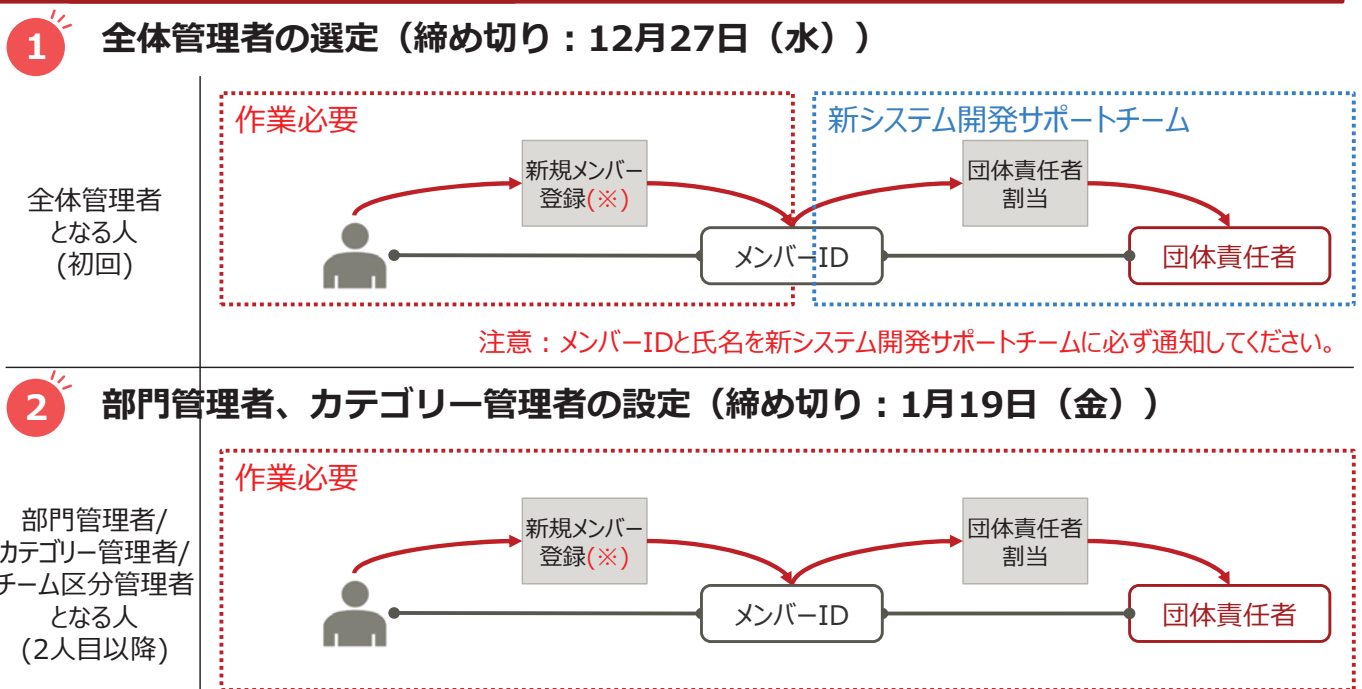 1
全体管理者の選定（締め切り：12月27日（水））
作業必要
新システム開発サポートチーム
新規メンバー
登録(※)
団体責任者
割当
全体管理者
となる人
(初回)
メンバーID
団体責任者
注意：メンバーIDと氏名を新システム開発サポートチームに必ず通知してください。
2
部門管理者、カテゴリー管理者の設定（締め切り：1月19日（金））
作業必要
新規メンバー
登録(※)
団体責任者
割当
部門管理者/
カテゴリー管理者/
チーム区分管理者
となる人
(2人目以降)
メンバーID
団体責任者